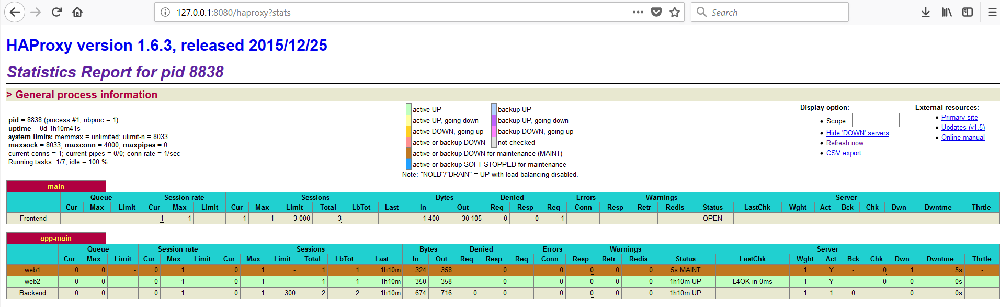 127.0.0.1:8080/haproxy?stats
Search
HAProxy version 1.6.3, released 2015/12/25
Statistics Report for pid 8838
> General process information
pid = 8838 (process #1, nbproc = 1)
uptime = 0d 1h10m41s
system limits: memmax = unlimited; ulimit-n = 8033
maxsock = 8033; maxconn = 4000; maxpipes = 0
current conns = 1; current pipes = 0/0; conn rate = 1/sec
Running tasks: 1/7; idle = 100 %
active UP backup UP
active UP, going down backup UP, going down
active DOWN, going up backup DOWN, going up
active or backup DOWN not checked
active or backup DOWN for maintenance (MAINT)
active or backup SOFT STOPPED for maintenance
Note: "NOLB"/"DRAIN" = UP with load-balancing disabled.
Display option:
• Scope :
• Hide 'DOWN' servers
• Refresh now
• CSV export
External resources:
• Primary site
• Updates (v1.5)
• Online manual
main
Queue Session rate Sessions Bytes Denied Errors Warnings Server
Cur Max Limit Cur Max Limit Cur Max Limit Total LbTot Last In Out Req Resp Req Conn Resp Retr Redis Status LastChk Wght Act Bck Chk Dwn Dwntme Thrtle
Frontend 1 1 - 1 1 3 000 3 1 400 30 105 0 0 1 OPEN
app-main
Queue Session rate Sessions Bytes Denied Errors Warnings Server
Cur Max Limit Cur Max Limit Cur Max Limit Total LbTot Last In Out Req Resp Req Conn Resp Retr Redis Status LastChk Wght Act Bck Chk Dwn Dwntme Thrtle
web1 0 0 - 0 1 0 1 - 1 1 1h10m 324 358 0 0 0 0 0 5s MAINT 1 Y - 0 1 5s -
web2 0 0 - 0 1 0 1 - 1 1 1h10m 350 358 0 0 0 0 0 1h10m UP L4OK in 0ms 1 Y - 0 0 0s -
Backend 0 0 0 1 0 1 300 2 2 1h10m 674 716 0 0 0 0 0 0 1h10m UP 1 1 0 0 0s